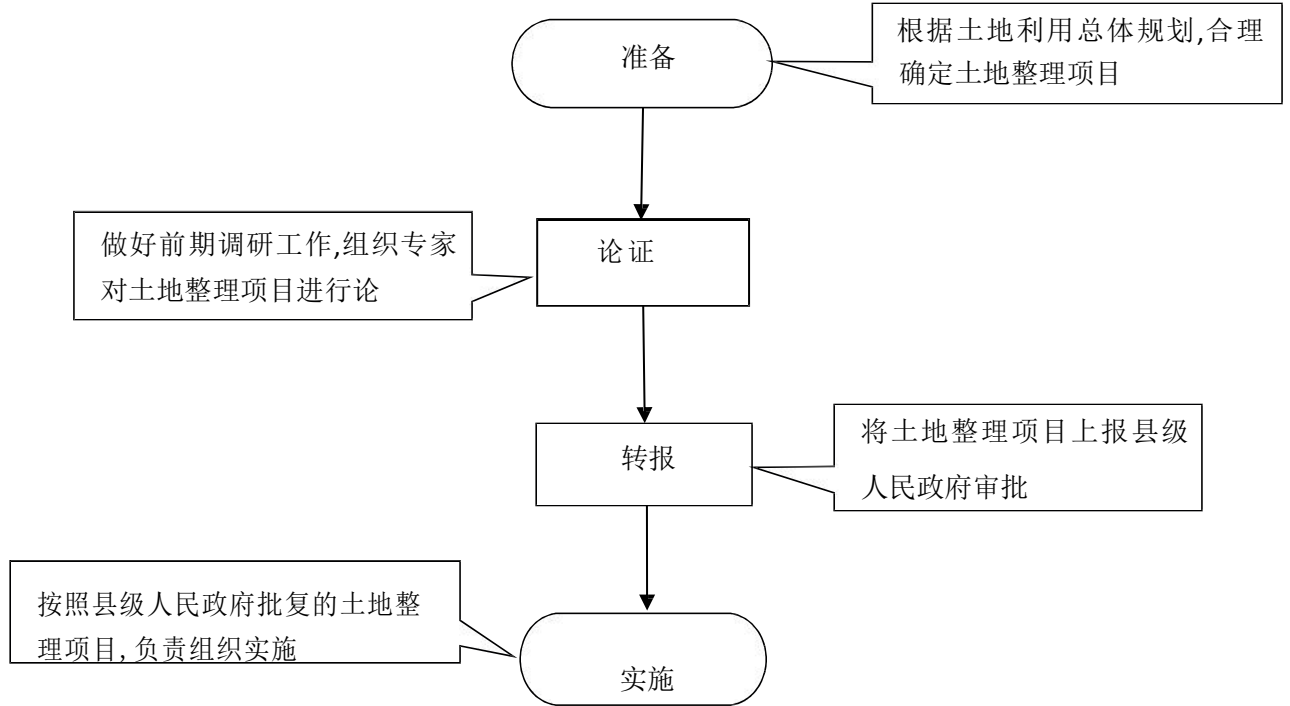 准备
根据土地利用总体规划,合理
确定土地整理项目
做好前期调研工作,组织专家
对土地整理项目进行论
论证
转报
将土地整理项目上报县级
人民政府审批
按照县级人民政府批复的土地整
理项目,负责组织实施
实施